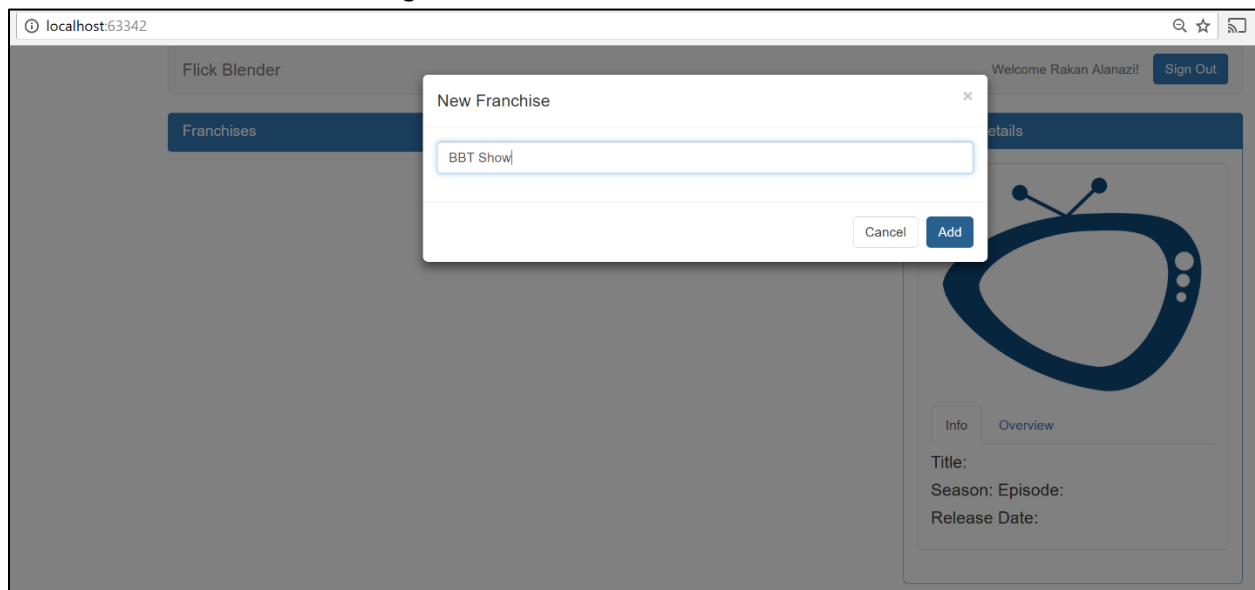 localhost:63342
Flick Blender
Welcome Rakan Alanazi!
Sign Out
New Franchise
×
Franchises
etails
BBT Show
Cancel
Add
Info
Overview
Title:
Season: Episode:
Release Date: